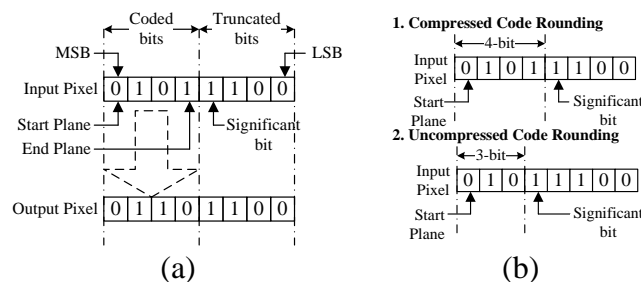 Coded bits
Truncated bits
MSB
LSB
Input Pixel
0 1 0 1 1 1 0 0
Start Plane
End Plane
Significant bit
Output Pixel
0 1 1 0 1 1 0 0
(a)
1. Compressed Code Rounding
4-bit
Input Pixel
0 1 0 1 1 1 0 0
Start Plane
Significant bit
2. Uncompressed Code Rounding
3-bit
Input Pixel
0 1 0 1 1 1 0 0
Start Plane
Significant bit
(b)